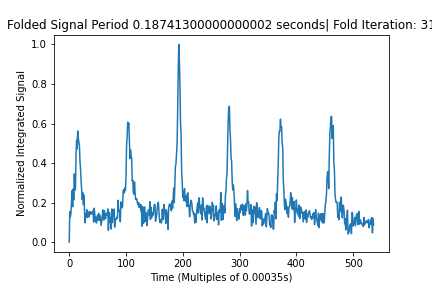 Folded Signal Period 0.18741300000000002 seconds| Fold Iteration: 31
1.0
0.8
0.6
0.4
0.2
0.0
Normalized Integrated Signal
0 100 200 300 400 500
Time (Multiples of 0.00035s)